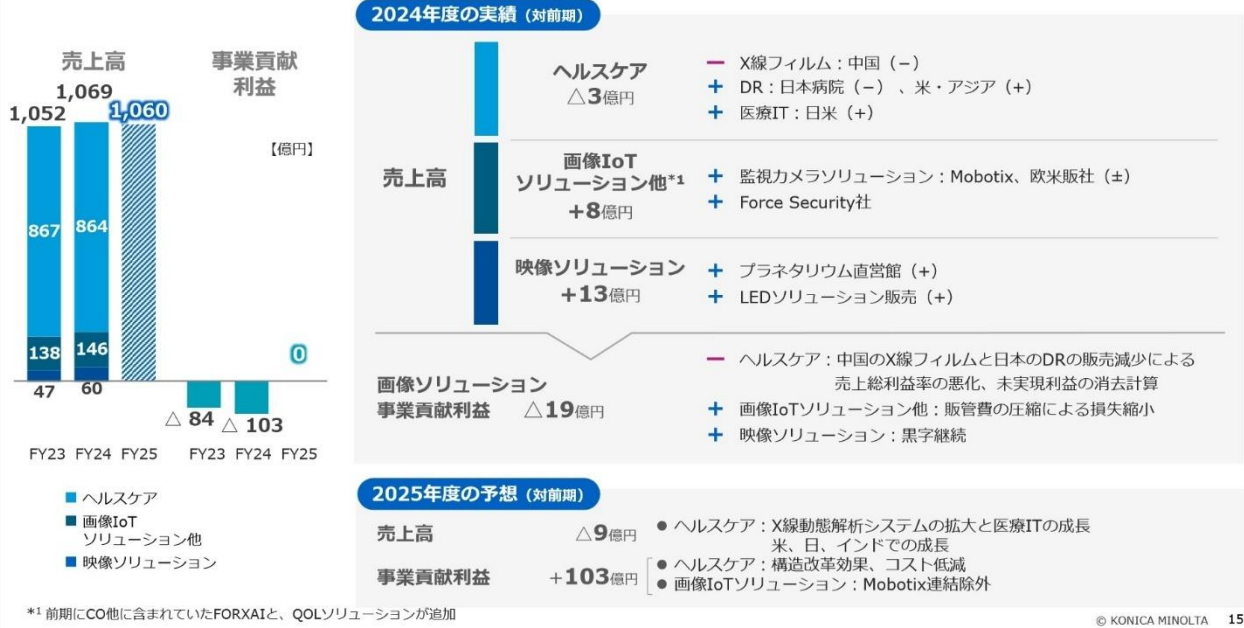 売上高
事業貢献
利益
1,052
1,069
1,060
【億円】
867
864
138
146
47
60
0
△ 84
△ 103
FY23 FY24 FY25
FY23 FY24 FY25
ヘルスケア
画像IoT
ソリューション他
映像ソリューション
2024年度の実績（対前期）
売上高
ヘルスケア
△3億円
ー X線フィルム：中国（−）
＋ DR：日本病院（−）、米・アジア（+）
＋ 医療IT：日米（+）
画像IoT
ソリューション他*1
+8億円
＋ 監視カメラソリューション：Mobotix、欧米販社（±）
＋ Force Security社
映像ソリューション
+13億円
＋ プラネタリウム直営館（+）
＋ LEDソリューション販売（+）
画像ソリューション
事業貢献利益 △19億円
ー ヘルスケア：中国のX線フィルムと日本のDRの販売減少による
売上総利益率の悪化、未実現利益の消去計算
＋ 画像IoTソリューション他：販管費の圧縮による損失縮小
＋ 映像ソリューション：黒字継続
2025年度の予想（対前期）
売上高 △9億円
● ヘルスケア：X線動態解析システムの拡大と医療ITの成長
米、日、インドでの成長
事業貢献利益 +103億円
● ヘルスケア：構造改革効果、コスト低減
● 画像IoTソリューション：Mobotix連結除外
*1 前期にCO他に含まれていたFORXAIと、QOLソリューションが追加
© KONICA MINOLTA 15